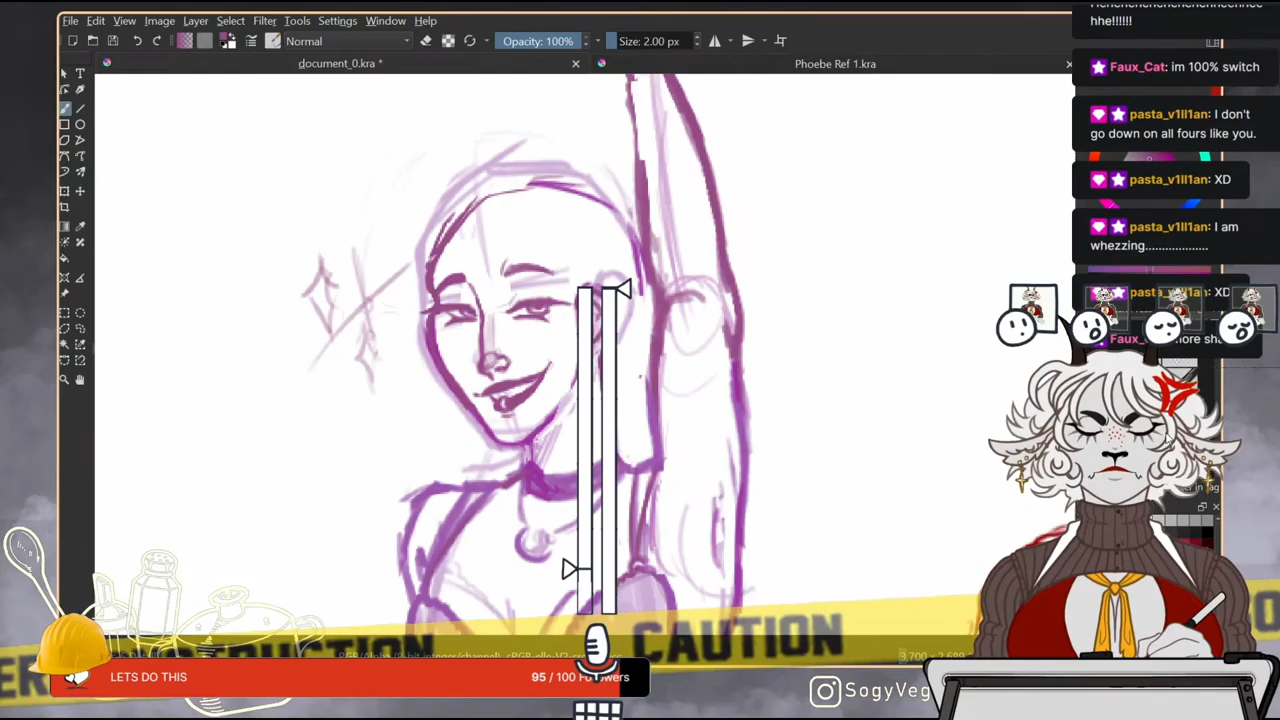 hhe!!!!!!
File Edit View Image Layer Select Filter Tools Settings Window Help
Normal
Opacity: 100%
Size: 2.00 px
document_0.kra *
Phoebe Ref 1.kra
Faux_Cat: im 100% switch
pasta_v1ll1an: I don't
go down on all fours like you.
pasta_v1ll1an: XD
pasta_v1ll1an: I am
whezzing...................
CAUTION
LETS DO THIS
95 / 100
SogyVeg